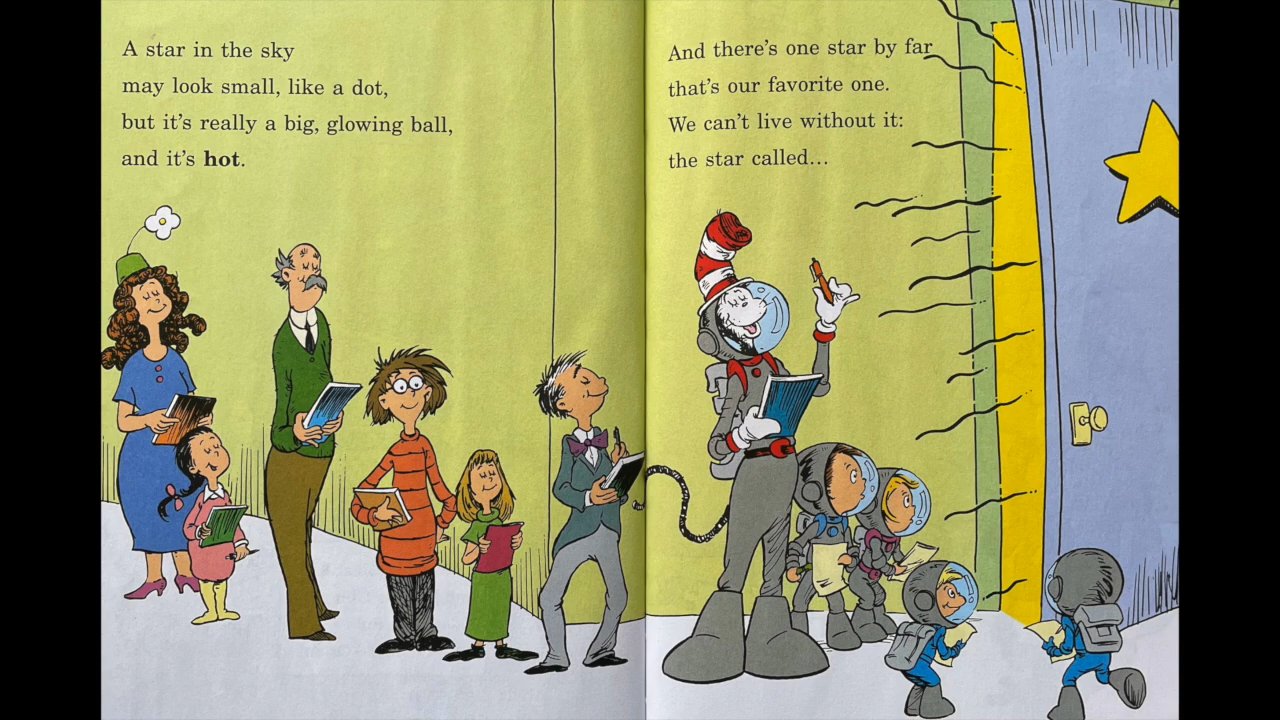 A star in the sky
may look small, like a dot,
but it's really a big, glowing ball,
and it's hot.
And there's one star by far
that's our favorite one.
We can't live without it:
the star called...